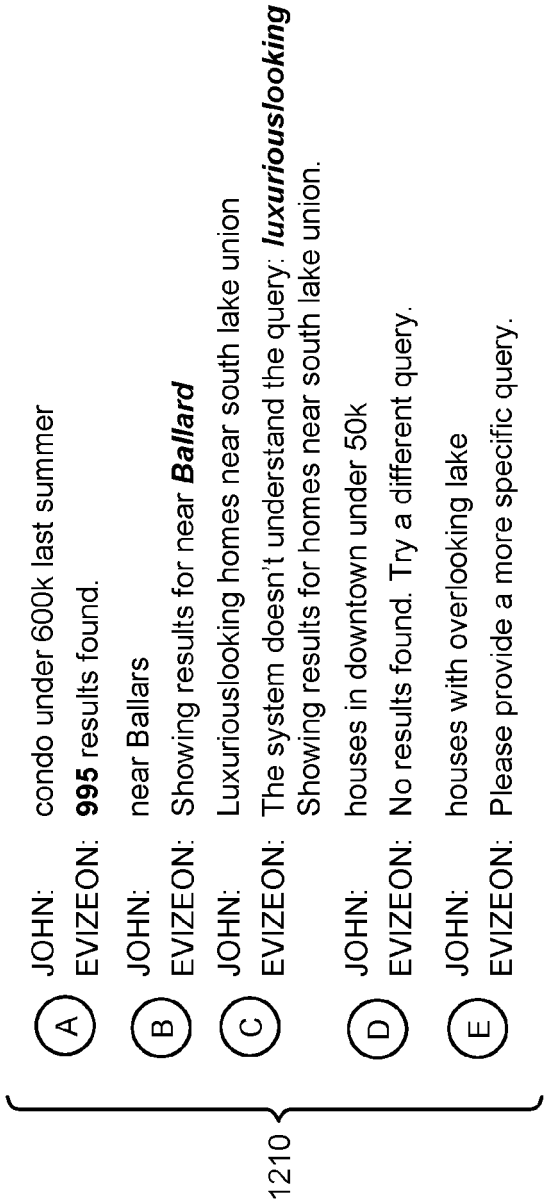 1210
A
JOHN: condo under 600k last summer
EVIZEON: 995 results found.
B
JOHN: near Ballars
EVIZEON: Showing results for near Ballard
C
JOHN: Luxuriouslooking homes near south lake union
EVIZEON: The system doesn't understand the query: luxuriouslooking
Showing results for homes near south lake union.
D
JOHN: houses in downtown under 50k
EVIZEON: No results found. Try a different query.
E
JOHN: houses with overlooking lake
EVIZEON: Please provide a more specific query.